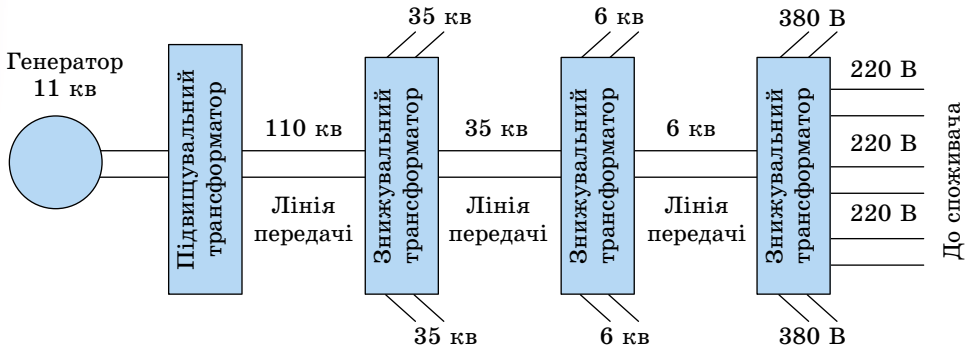 35 кв
6 кв
380 В
Генератор
11 кв
Підвищувальний
трансформатор
110 кв
Лінія
передачі
Знижувальний
трансформатор
35 кв
Лінія
передачі
Знижувальний
трансформатор
6 кв
Лінія
передачі
Знижувальний
трансформатор
220 В
220 В
220 В
До споживача
35 кв
6 кв
380 В